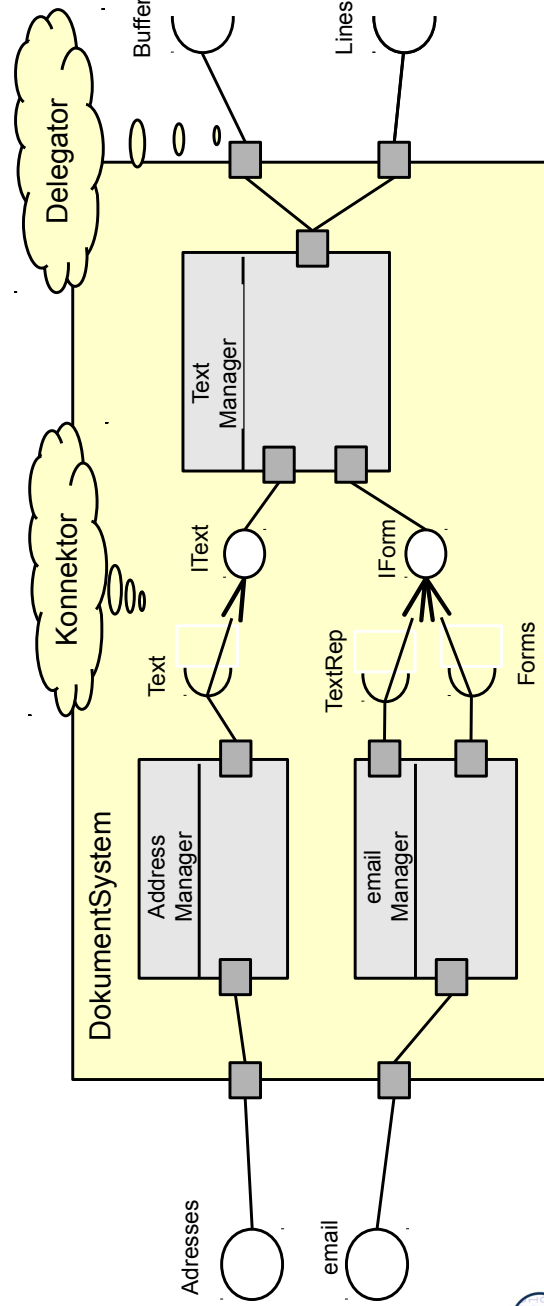 Delegator
Konnektor
DokumentSystem
Buffer
Lines
Text
Manager
IText
IForm
Text
TextRep
Forms
Address
Manager
email
Manager
Adresses
email